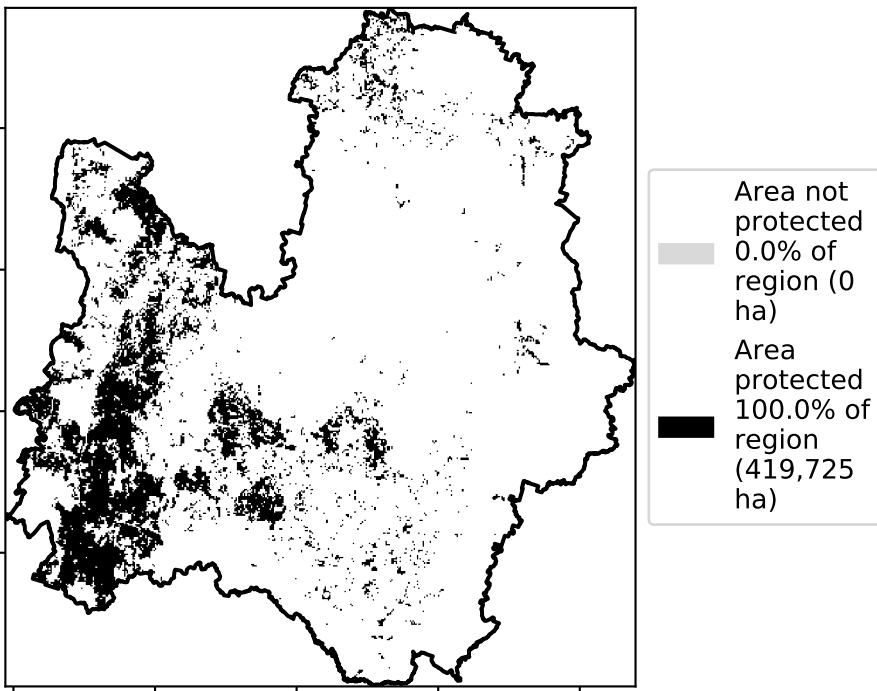 Area not
protected
0.0% of
region (0
ha)
Area
protected
100.0% of
region
(419,725
ha)